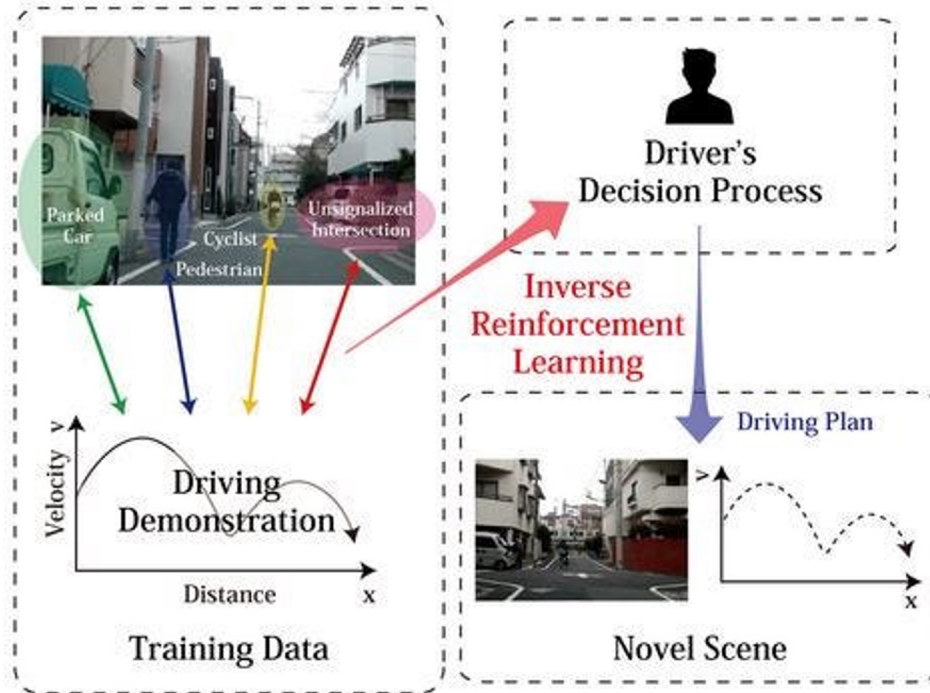 Parked
Car
Cyclist
Pedestrian
Unsignalized
Intersection
Velocity
v
Driving
Demonstration
Distance
x
Training Data
Driver's
Decision Process
Inverse
Reinforcement
Learning
Driving Plan
v
x
Novel Scene